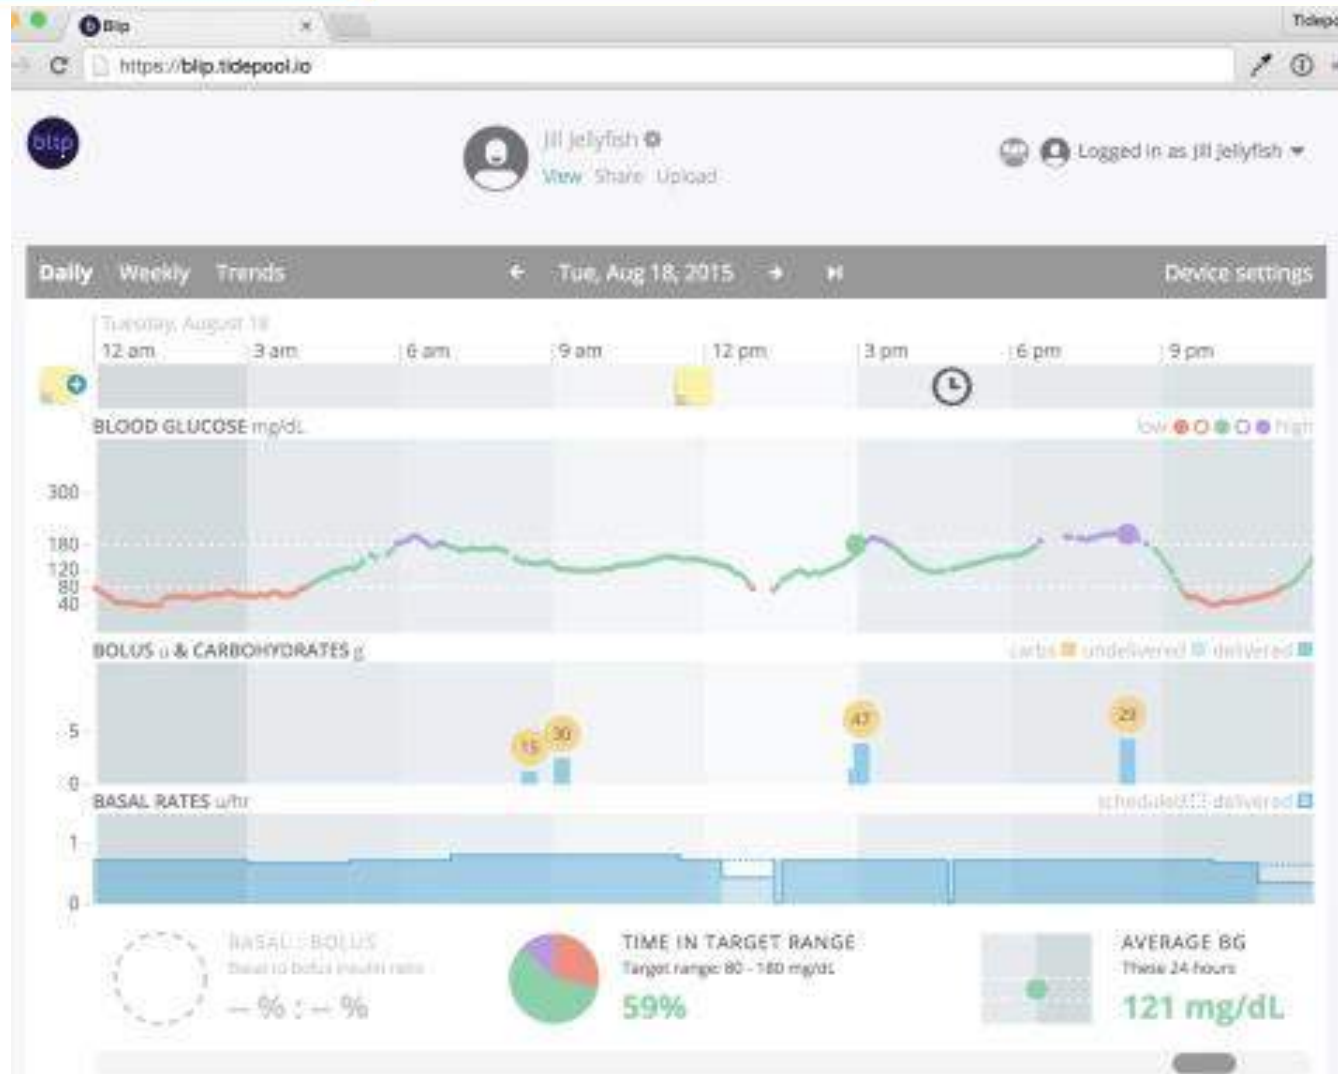 Blip
Tidepo
https://blip.tidepool.io
blip
Jill Jellyfish
View Share Upload
Logged in as Jill Jellyfish
Daily Weekly Trends
Tue, Aug 18, 2015
Device settings
Tuesday, August 18
12 am 3 am 6 am 9 am 12 pm 3 pm 6 pm 9 pm
BLOOD GLUCOSE mg/dL
low high
300
180
120
80
40
BOLUS u & CARBOHYDRATES g
carbs undelivered delivered
5
15 30 47 29
0
BASAL RATES u/hr
scheduled delivered
1
0
BASAL : BOLUS
Basal to bolus insulin ratio
-- % : -- %
TIME IN TARGET RANGE
Target range: 80 - 180 mg/dL
59%
AVERAGE BG
These 24 hours
121 mg/dL